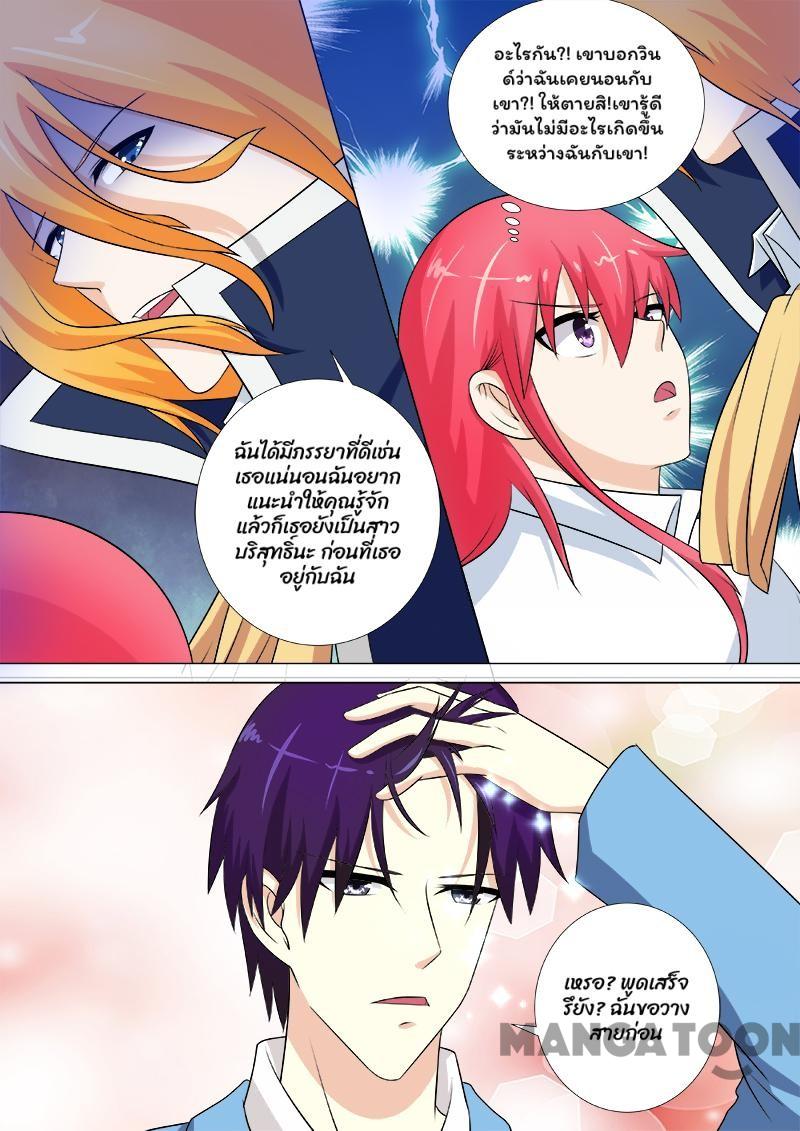 อะไรกัน?! เขาบอกวิน
ด์ว่าฉันเคยนอนกับ
เขา?! ให้ตายสิ!เขารู้ดี
ว่ามันไม่มีอะไรเกิดขึ้น
ระหว่างฉันกับเขา!
ฉันได้มีภรรยาที่ดีเช่น
เธอแน่นอนฉันอยาก
แนะนำให้คุณรู้จัก
แล้วก็เธอยังเป็นสาว
บริสุทธิ์นะ ก่อนที่เธอ
อยู่กับฉัน
เหรอ? พูดเสร็จ
รึยัง? ฉันขอวาง
สายก่อน
MANGATOON